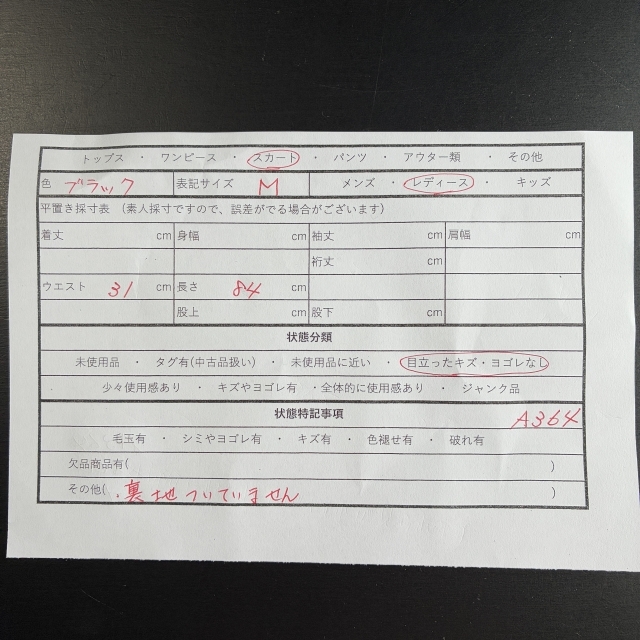 トップス ・ ワンピース ・ スカート ・ パンツ ・ アウター類 ・ その他
色 ブラック 表記サイズ M メンズ ・ レディース ・ キッズ
平置き採寸表 (素人採寸ですので、誤差がでる場合がございます)
着丈 cm 身幅 cm 袖丈 cm 肩幅 cm
裄丈 cm
ウエスト 31 cm 長さ 84 cm
股上 cm 股下 cm
状態分類
未使用品 ・ タグ有(中古品扱い) ・ 未使用品に近い ・ 目立ったキズ・ヨゴレなし
少々使用感あり ・ キズやヨゴレ有 ・全体的に使用感あり ・ ジャンク品
状態特記事項 A364
毛玉有 ・ シミやヨゴレ有 ・ キズ有 ・ 色褪せ有 ・ 破れ有
欠品商品有( )
その他( ・裏地ついていません )